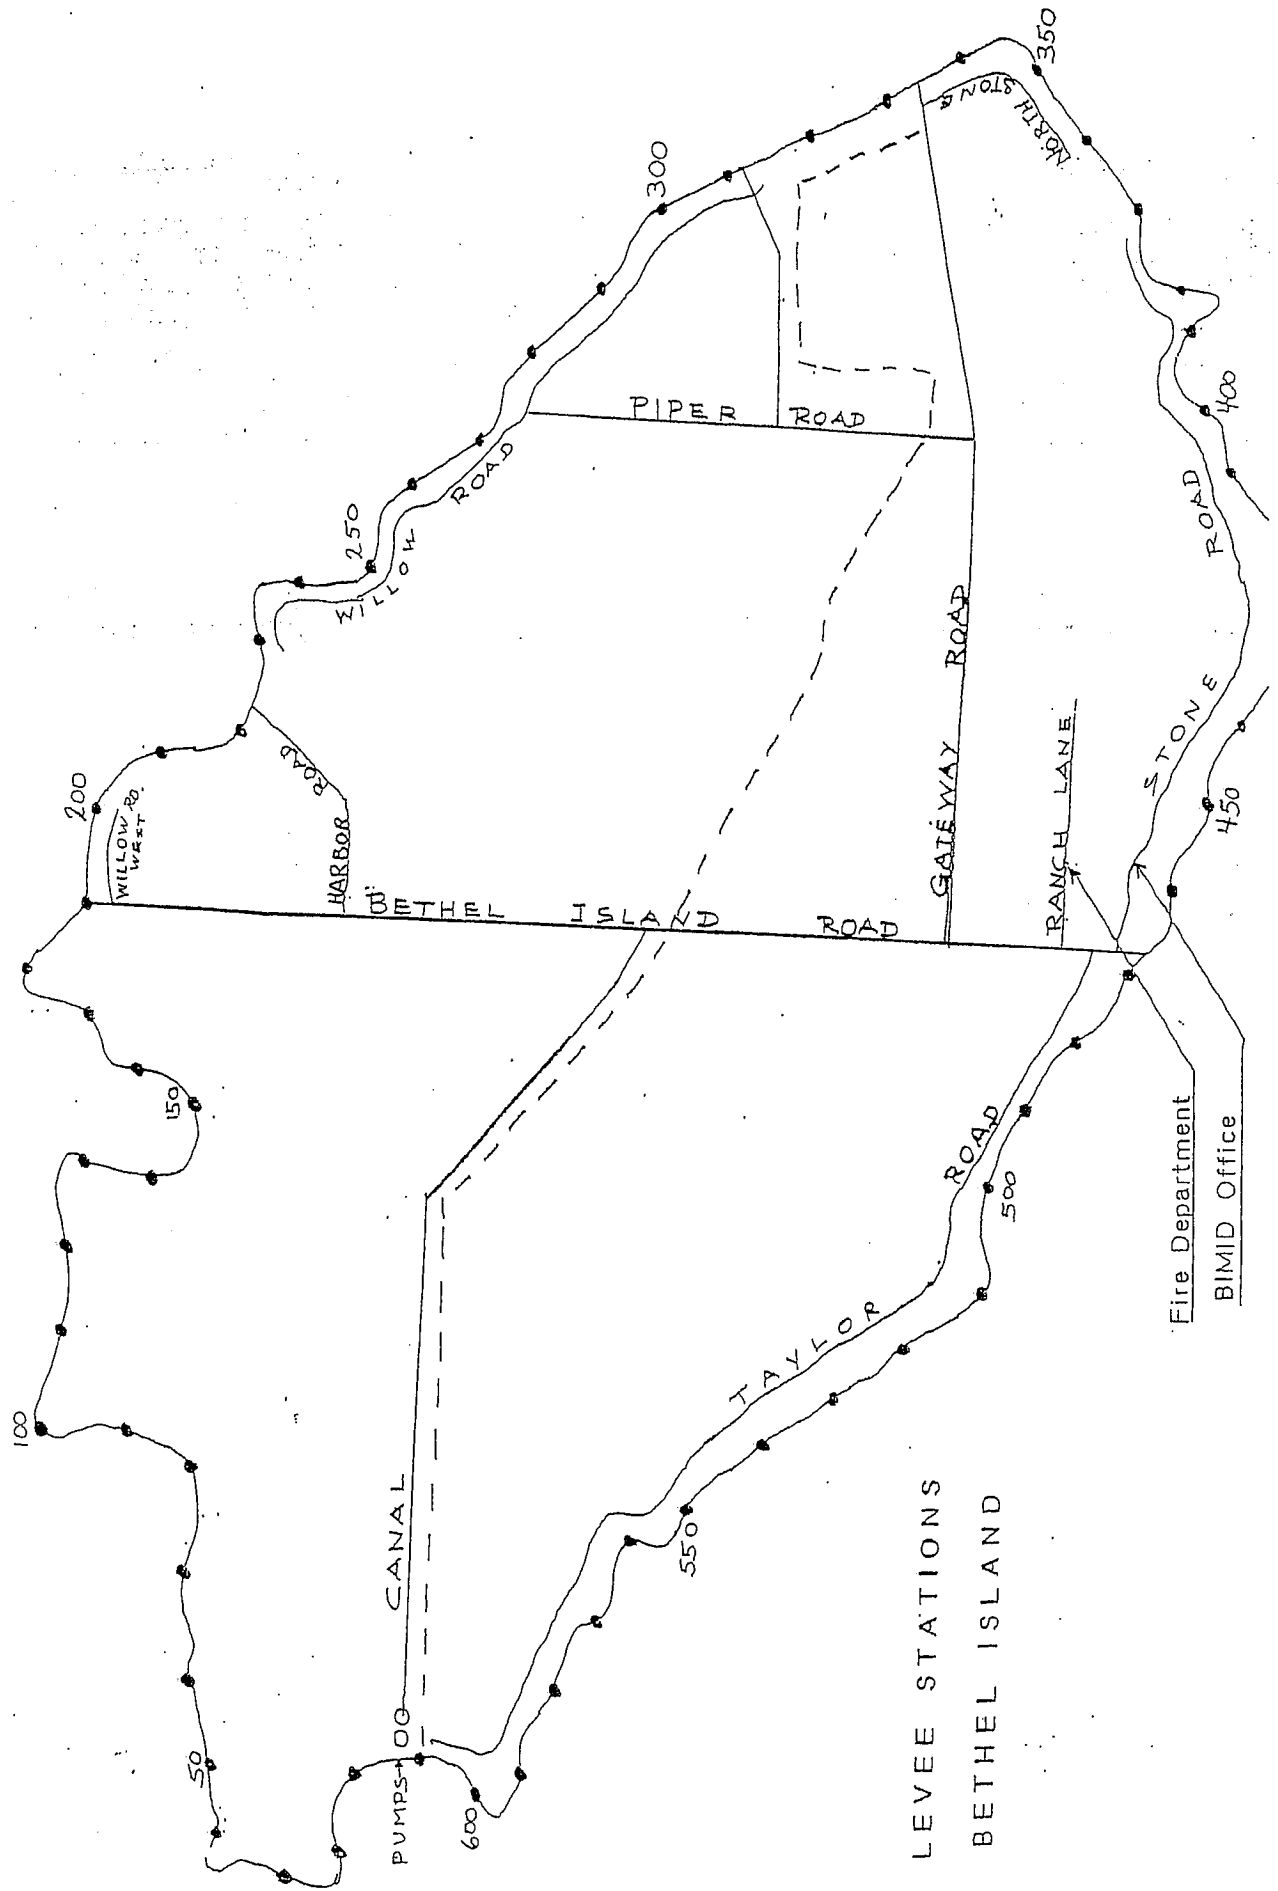 LEVEE STATIONS
BETHEL ISLAND
PUMPS
00
50
100
150
200
250
300
350
400
450
500
550
600
CANAL
WILLOW RD.
WEST
HARBOR ROAD
BETHEL ISLAND ROAD
WILLOW ROAD
PIPER ROAD
GATEWAY ROAD
RANCH LANE
NORTH STONE
STONE ROAD
TAYLOR ROAD
Fire Department
BIMID Office